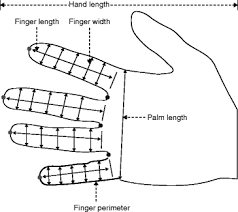 Hand length
Finger length
Finger width
Palm length
Finger perimeter